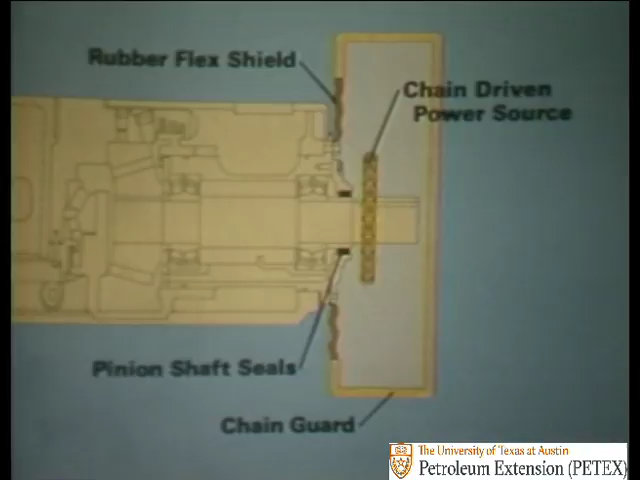 Rubber Flex Shield
Chain Driven
Power Source
Pinion Shaft Seals
Chain Guard
The University of Texas at Austin
Petroleum Extension (PETEX)